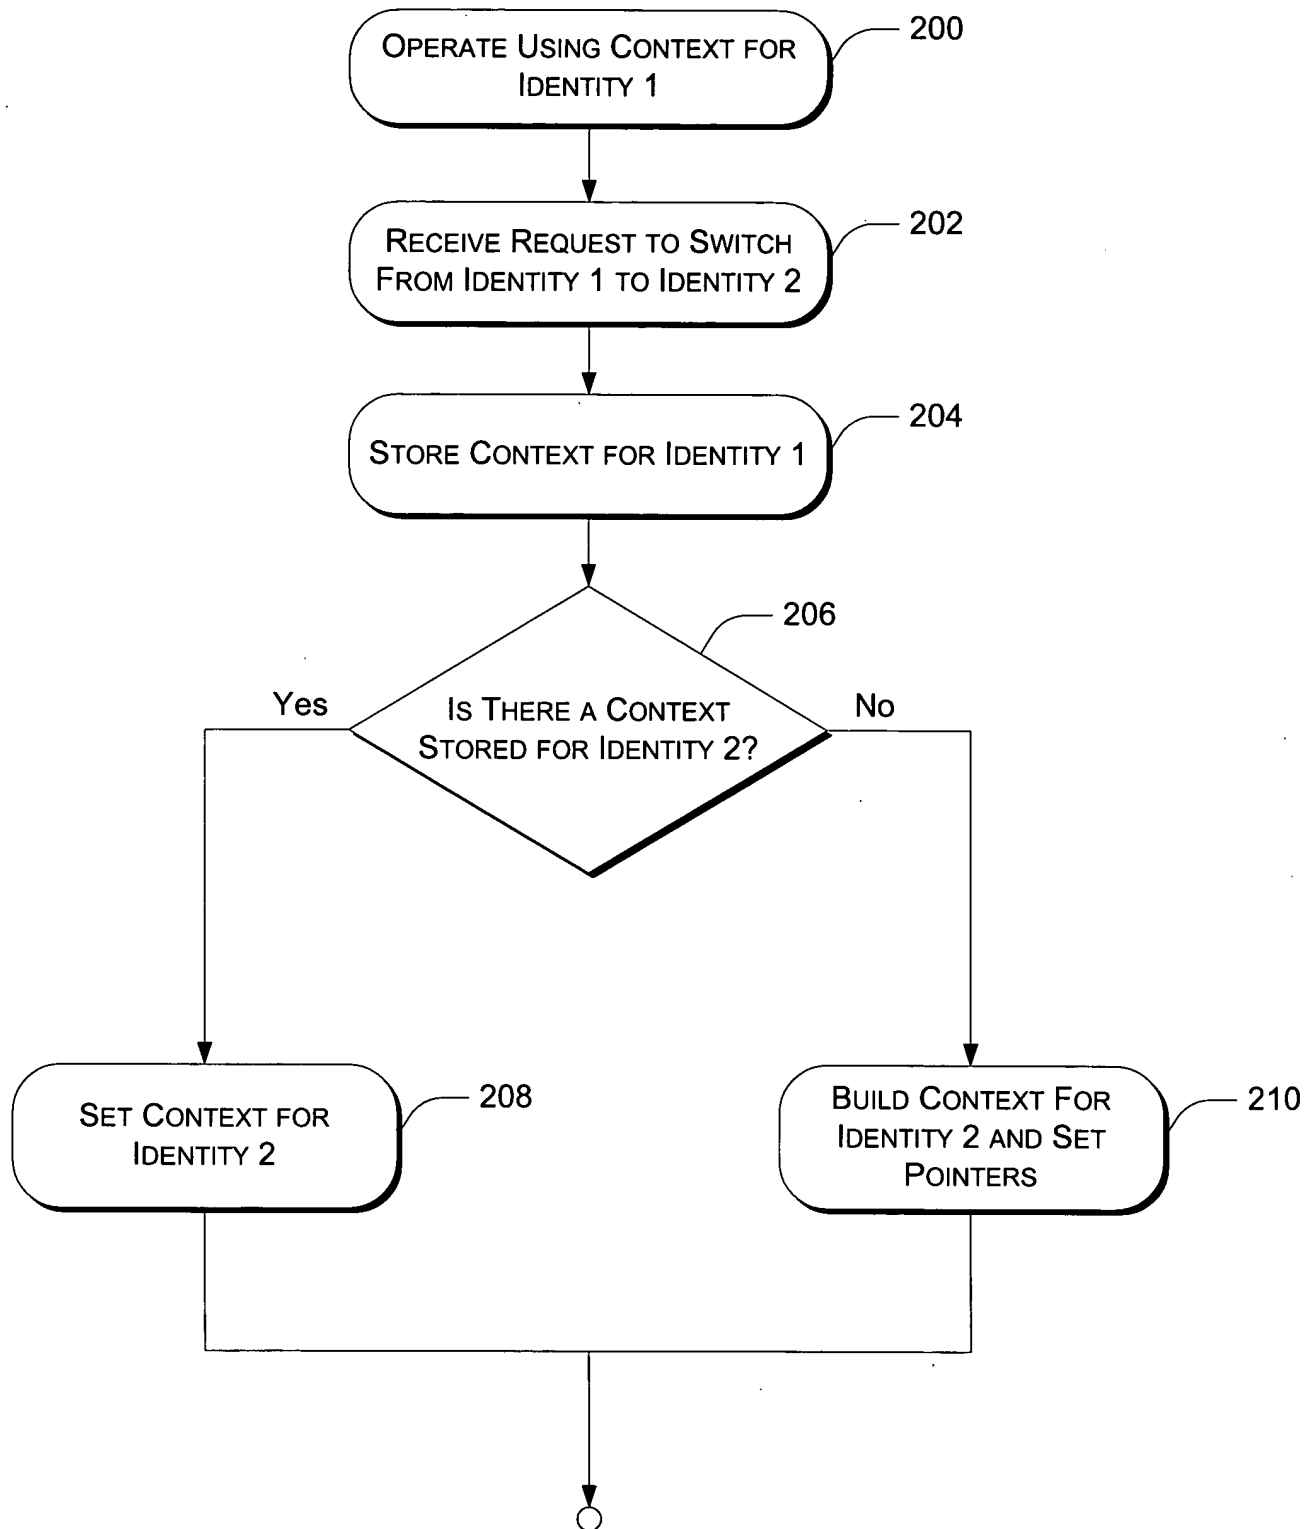 OPERATE USING CONTEXT FOR
IDENTITY 1
200
RECEIVE REQUEST TO SWITCH
FROM IDENTITY 1 TO IDENTITY 2
202
STORE CONTEXT FOR IDENTITY 1
204
206
IS THERE A CONTEXT
STORED FOR IDENTITY 2?
Yes
No
SET CONTEXT FOR
IDENTITY 2
208
BUILD CONTEXT FOR
IDENTITY 2 AND SET
POINTERS
210